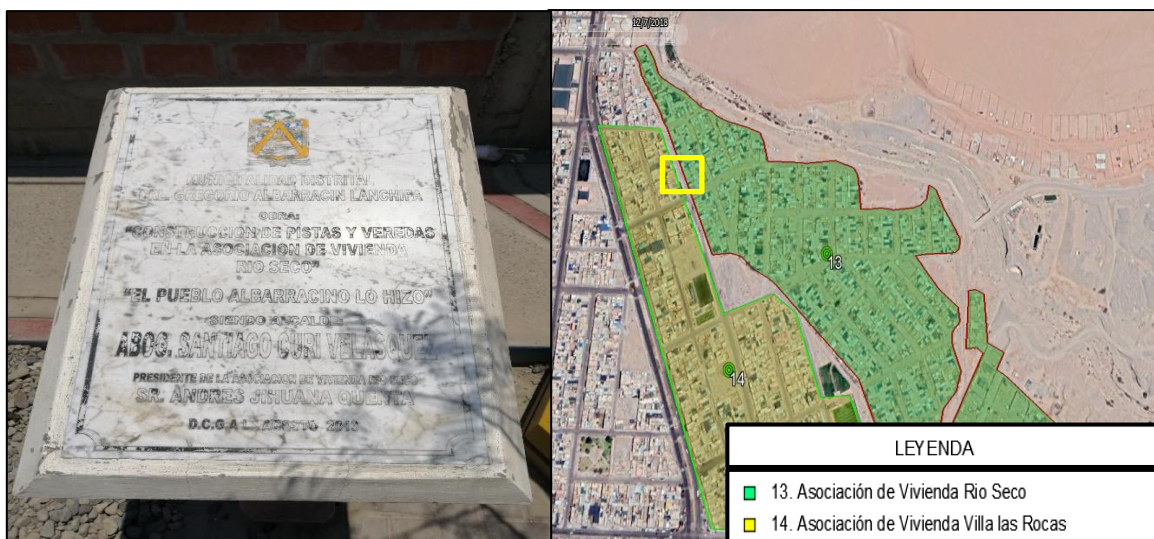 MUNICIPALIDAD DISTRITAL
CRNL. GREGORIO ALBARRACIN LANCHIPA
OBRA:
"CONSTRUCCION DE PISTAS Y VEREDAS
EN LA ASOCIACION DE VIVIENDA
RIO SECO"
"EL PUEBLO ALBARRACINO LO HIZO"
SIENDO ALCALDE:
ABOG. SANTIAGO CURI VELASQUEZ
PRESIDENTE DE LA ASOCIACION DE VIVIENDA RIO SECO
SR. ANDRES JIHUANA QUENTA
D.C.G.A.L. AGOSTO 2013
12/7/2018
13
14
LEYENDA
13. Asociación de Vivienda Rio Seco
14. Asociación de Vivienda Villa las Rocas